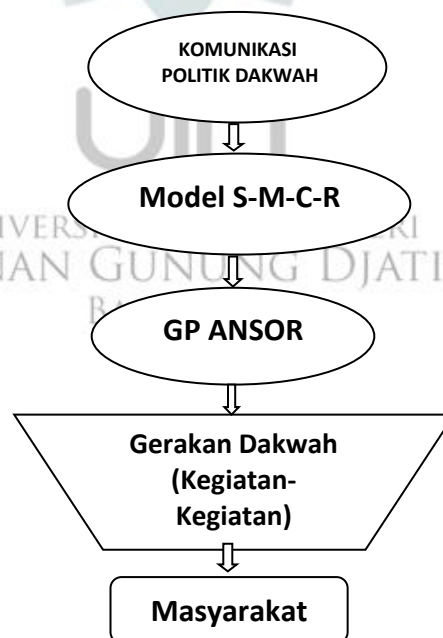 KOMUNIKASI
POLITIK DAKWAH
Model S-M-C-R
GUNUNG DJATI
GP ANSOR
Gerakan Dakwah
(Kegiatan-
Kegiatan)
Masyarakat